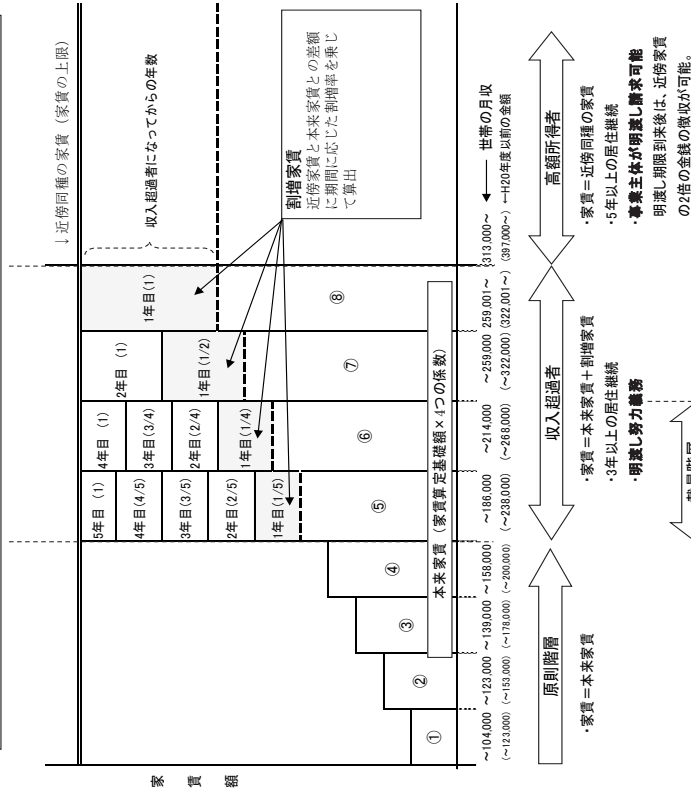 ↓近傍同種の家賃（家賃の上限）
収入超過者になってからの年数
割増家賃
近傍家賃と本来家賃との差額
に期間に応じた割増率を乗じ
て算出
家賃額
5年目 (1)
4年目(4/5)
3年目(3/5)
2年目(2/5)
1年目(1/5)
4年目 (1)
3年目(3/4)
2年目(2/4)
1年目(1/4)
2年目 (1)
1年目(1/2)
1年目(1)
① ② ③ ④ ⑤ ⑥ ⑦ ⑧
本来家賃（家賃算定基礎額×4つの係数）
～104,000 ～123,000 ～139,000 ～158,000 ～186,000 ～214,000 ～259,000 259,001～ 313,000～ ← 世帯の月収
(～123,000) (～153,000) (～178,000) (～200,000) (～238,000) (～268,000) (～322,000) (322,001～) (397,000～) ←H20年度以前の金額
原則階層
・家賃＝本来家賃
収入超過者
・家賃＝本来家賃＋割増家賃
・3年以上の居住継続
・明渡し努力義務
高額所得者
・家賃＝近傍同種の家賃
・5年以上の居住継続
・事業主体が明渡し請求可能
明渡し期限到来後は、近傍家賃
の2倍の金銭の徴収が可能。